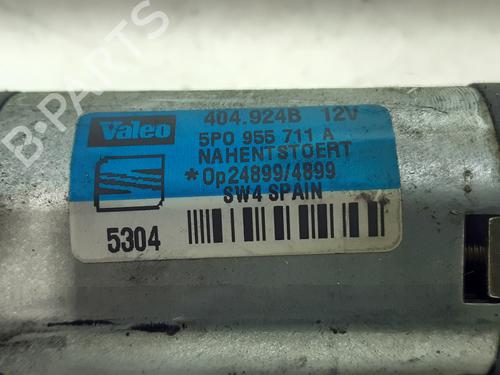 B-Parts
Valeo
404.924B 12V
5P0 955 711 A
NAHENTSTOERT
*Op24899/4899
SW4 SPAIN
5304